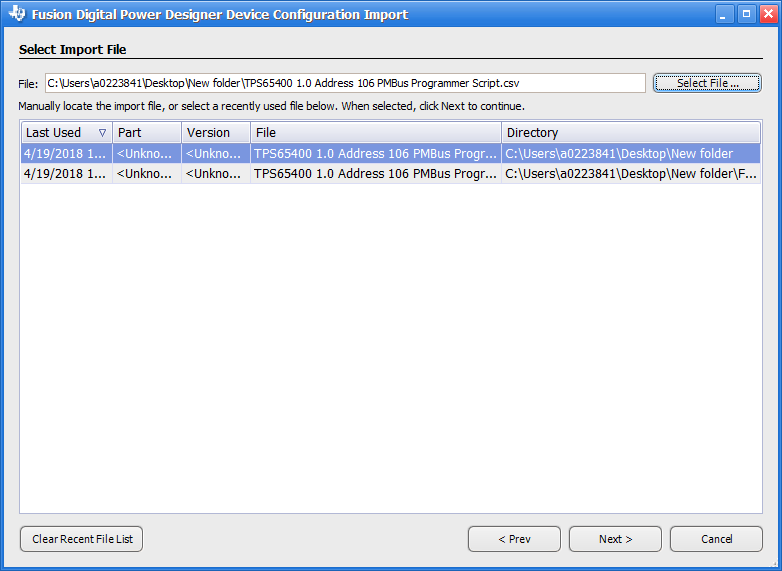 Fusion Digital Power Designer Device Configuration Import
Select Import File
File: C:\Users\a0223841\Desktop\New folder\TPS65400 1.0 Address 106 PMBus Programmer Script.csv Select File ...
Manually locate the import file, or select a recently used file below. When selected, click Next to continue.
Last Used Part Version File Directory
4/19/2018 1... <Unkno... <Unkno... TPS65400 1.0 Address 106 PMBus Progr... C:\Users\a0223841\Desktop\New folder
4/19/2018 1... <Unkno... <Unkno... TPS65400 1.0 Address 106 PMBus Progr... C:\Users\a0223841\Desktop\New folder\F...
Clear Recent File List < Prev Next > Cancel